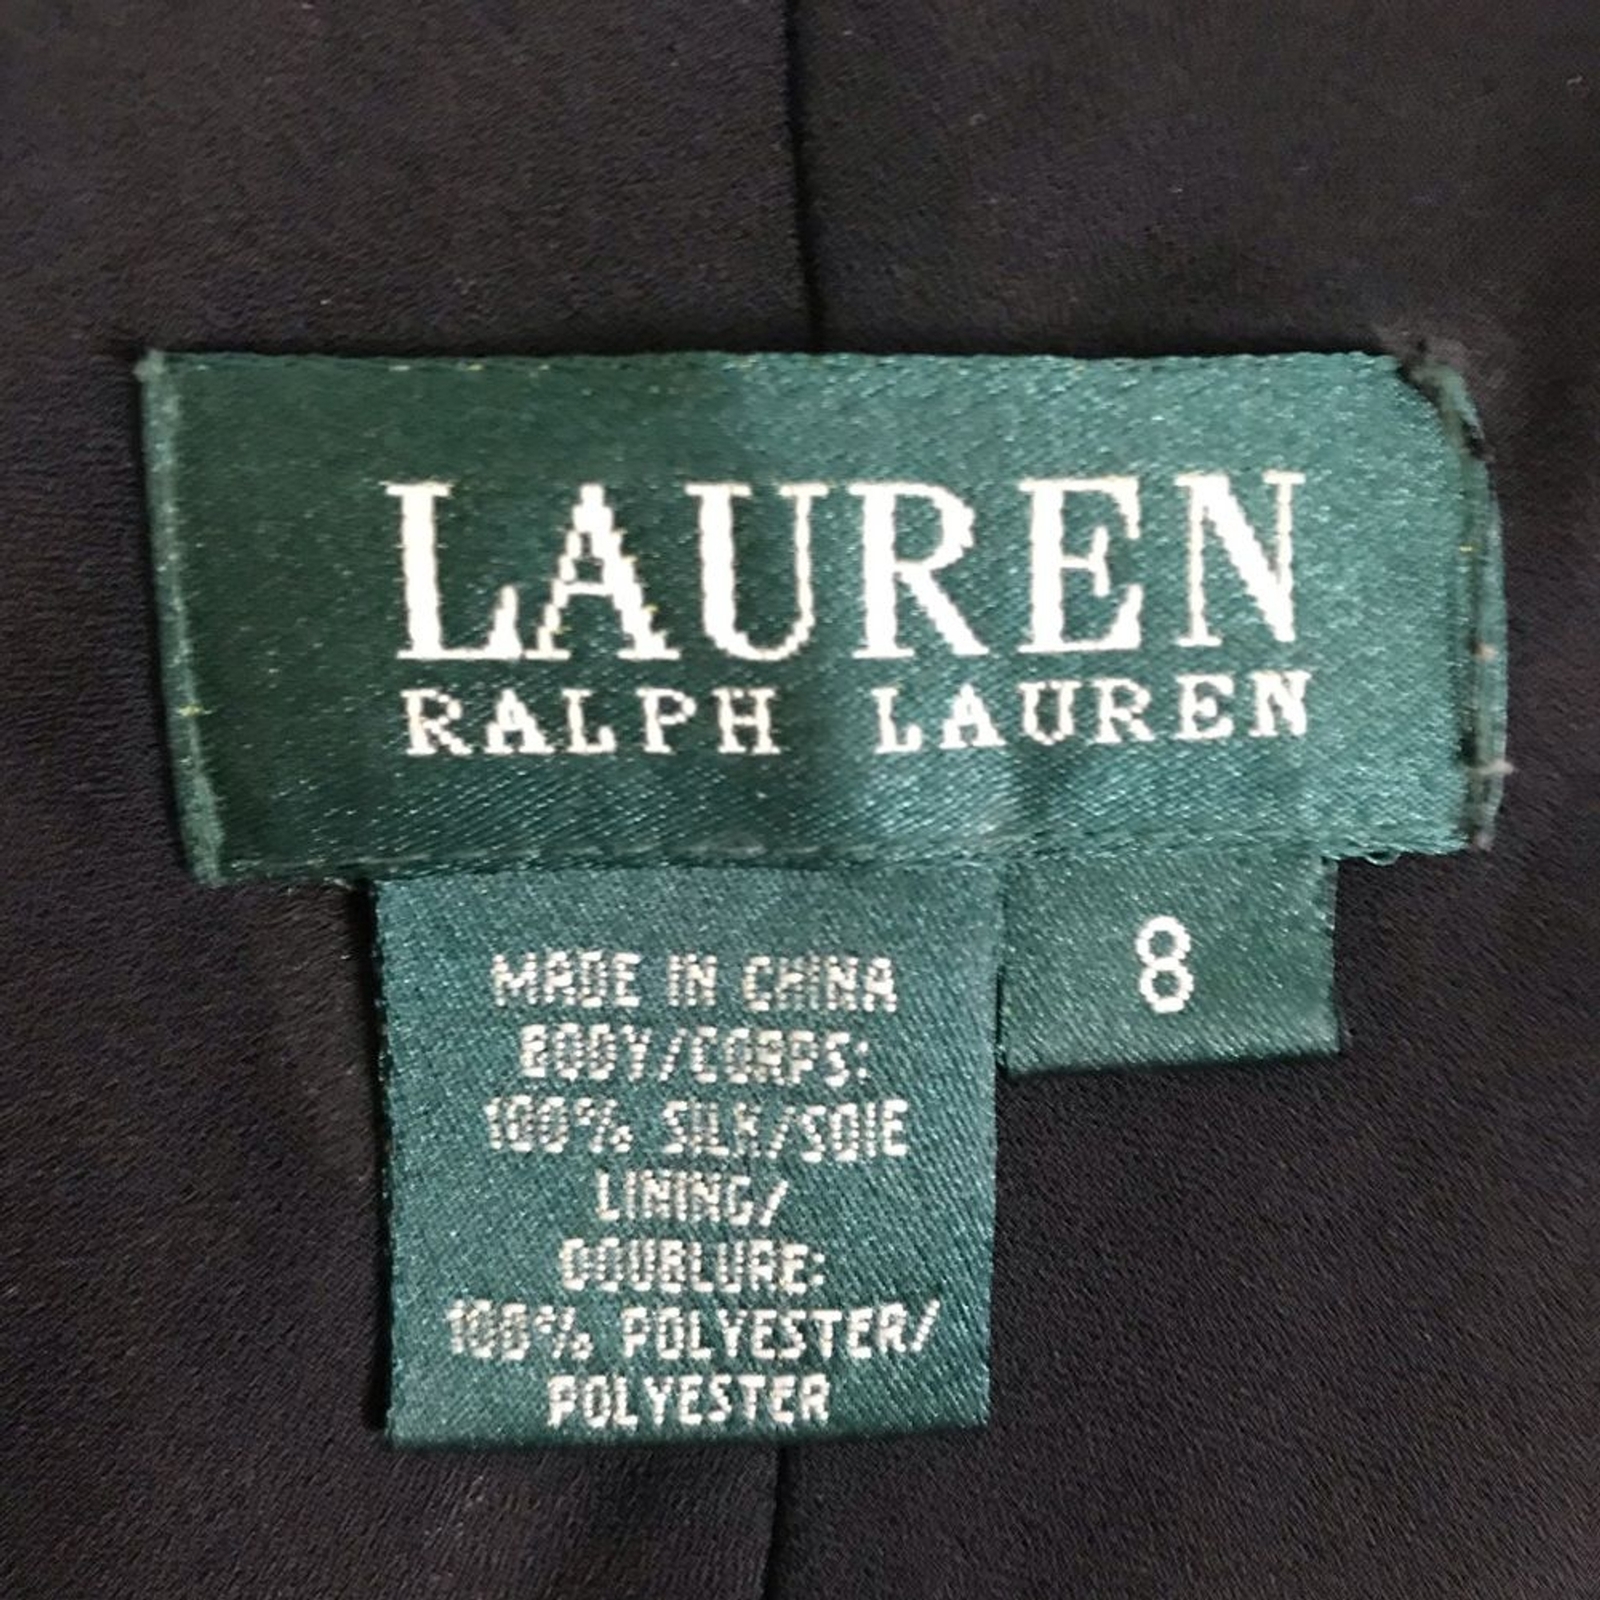 LAUREN
RALPH LAUREN
8
MADE IN CHINA
BODY/CORPS:
100% SILK/SOIE
LINING/
DOUBLURE:
100% POLYESTER/
POLYESTER